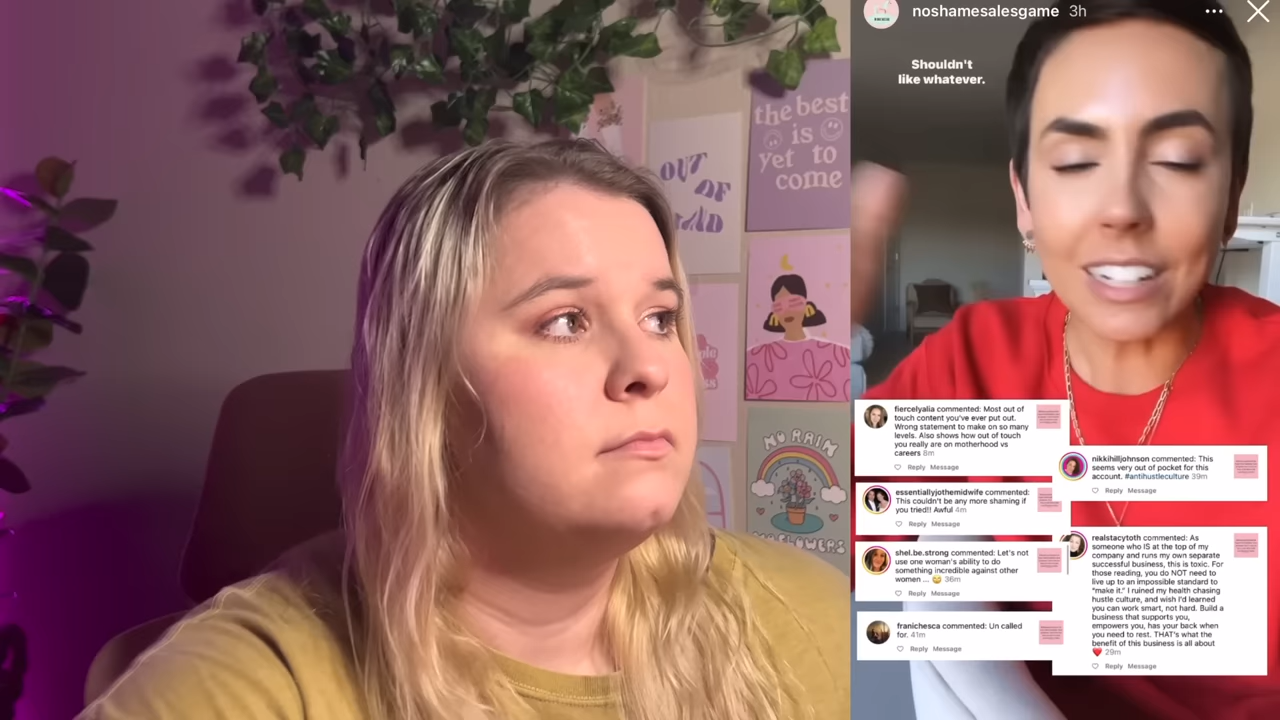 noshamesalesgame 3h
Shouldn't
like whatever.
the best
is
yet to
come
OUT
OF
NO RAIN
NO FLOWERS
fiercelyalia commented: Most out of
touch content you've ever put out.
Wrong statement to make on so many
levels. Also shows how out of touch
you really are on motherhood vs
careers 8m
Reply Message
essentiallyjothemidwife commented:
This couldn't be any more shaming if
you tried!! Awful 4m
Reply Message
shel.be.strong commented: Let's not
use one woman's ability to do
something incredible against other
women ... 😳 36m
Reply Message
franichesca commented: Un called
for. 41m
Reply Message
nikkihilljohnson commented: This
seems very out of pocket for this
account. #antihustleculture 39m
Reply Message
realstacytoth commented: As
someone who IS at the top of my
company and runs my own separate
successful business, this is toxic. For
those reading, you do NOT need to
live up to an impossible standard to
"make it." I ruined my health chasing
hustle culture, and wish I'd learned
you can work smart, not hard. Build a
business that supports you,
empowers you, has your back when
you need to rest. THAT's what the
benefit of this business is all about
❤️ 29m
Reply Message